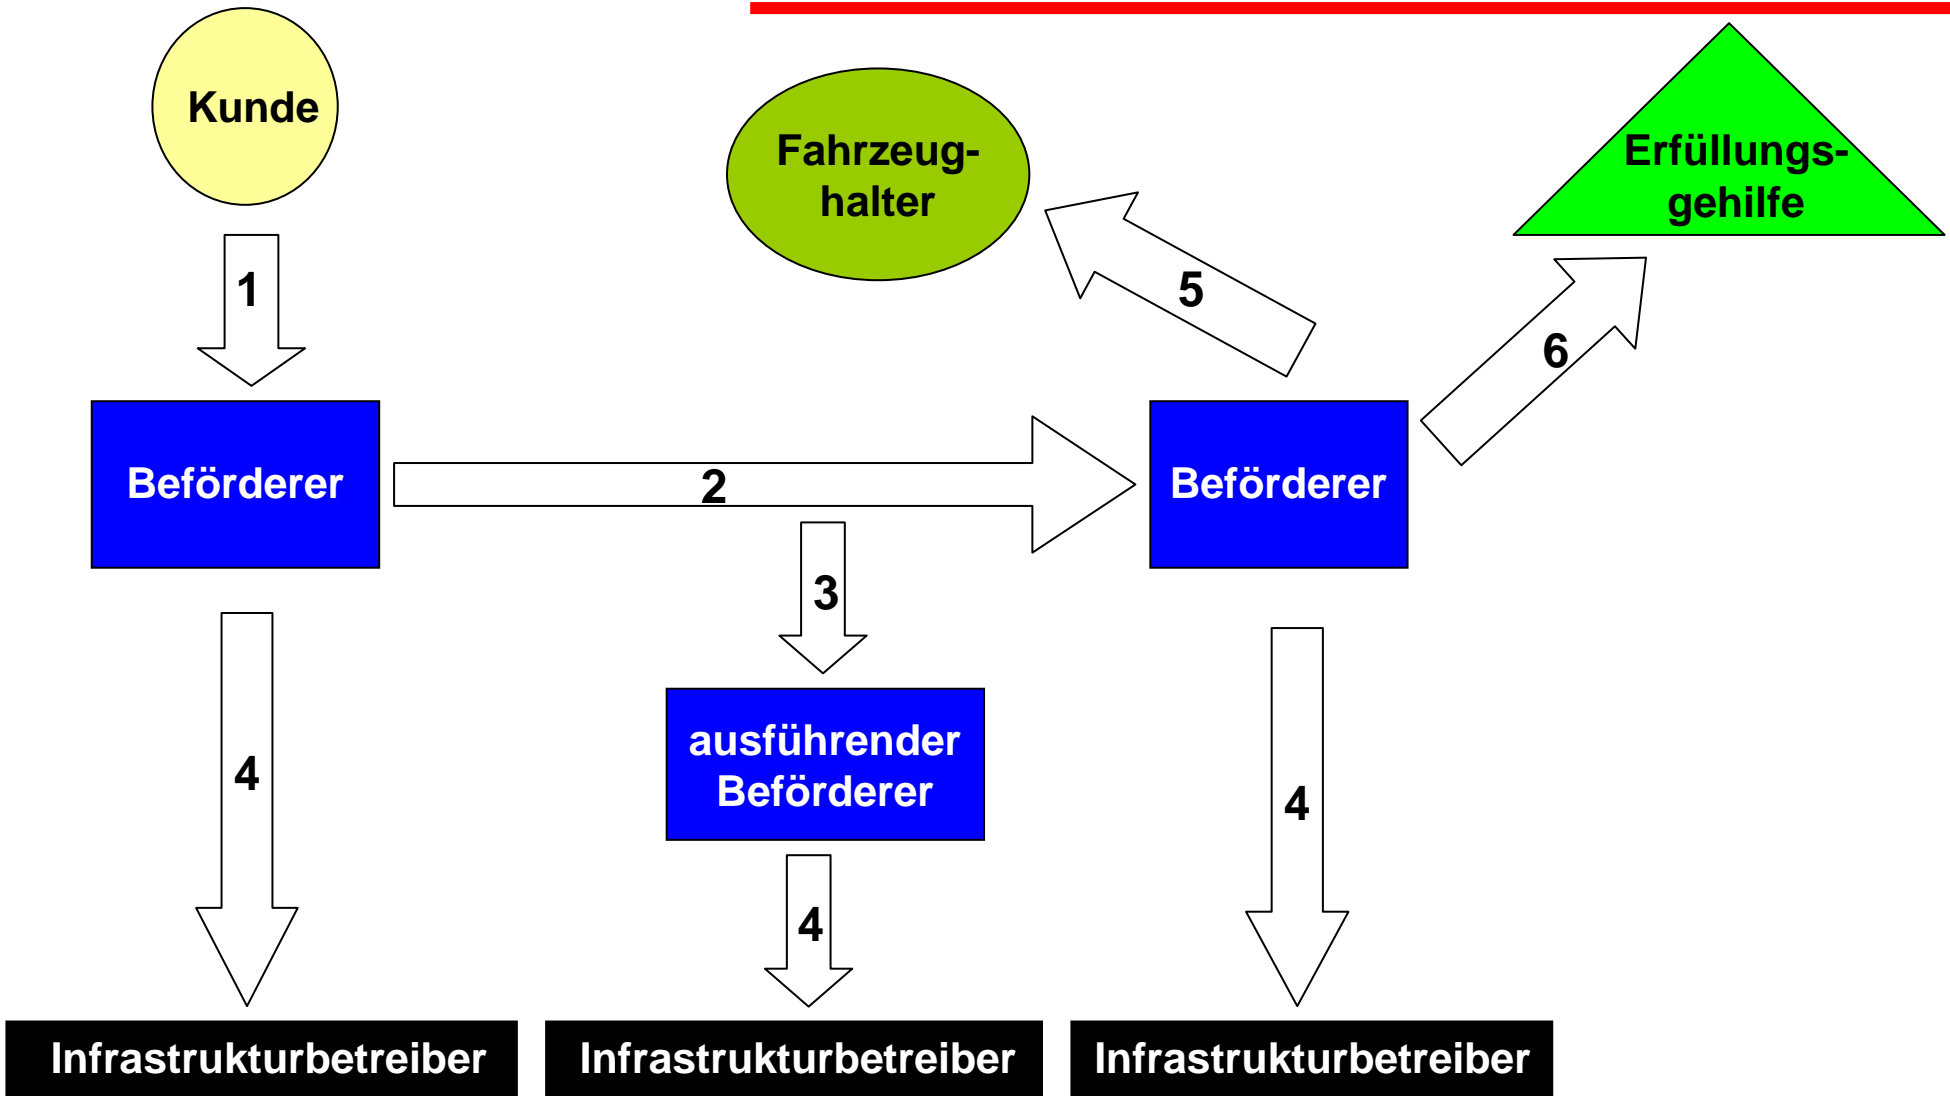 Kunde
Fahrzeug-
halter
Erfüllungs-
gehilfe
1
5
6
Beförderer
2
Beförderer
3
ausführender
Beförderer
4
4
4
Infrastrukturbetreiber
Infrastrukturbetreiber
Infrastrukturbetreiber